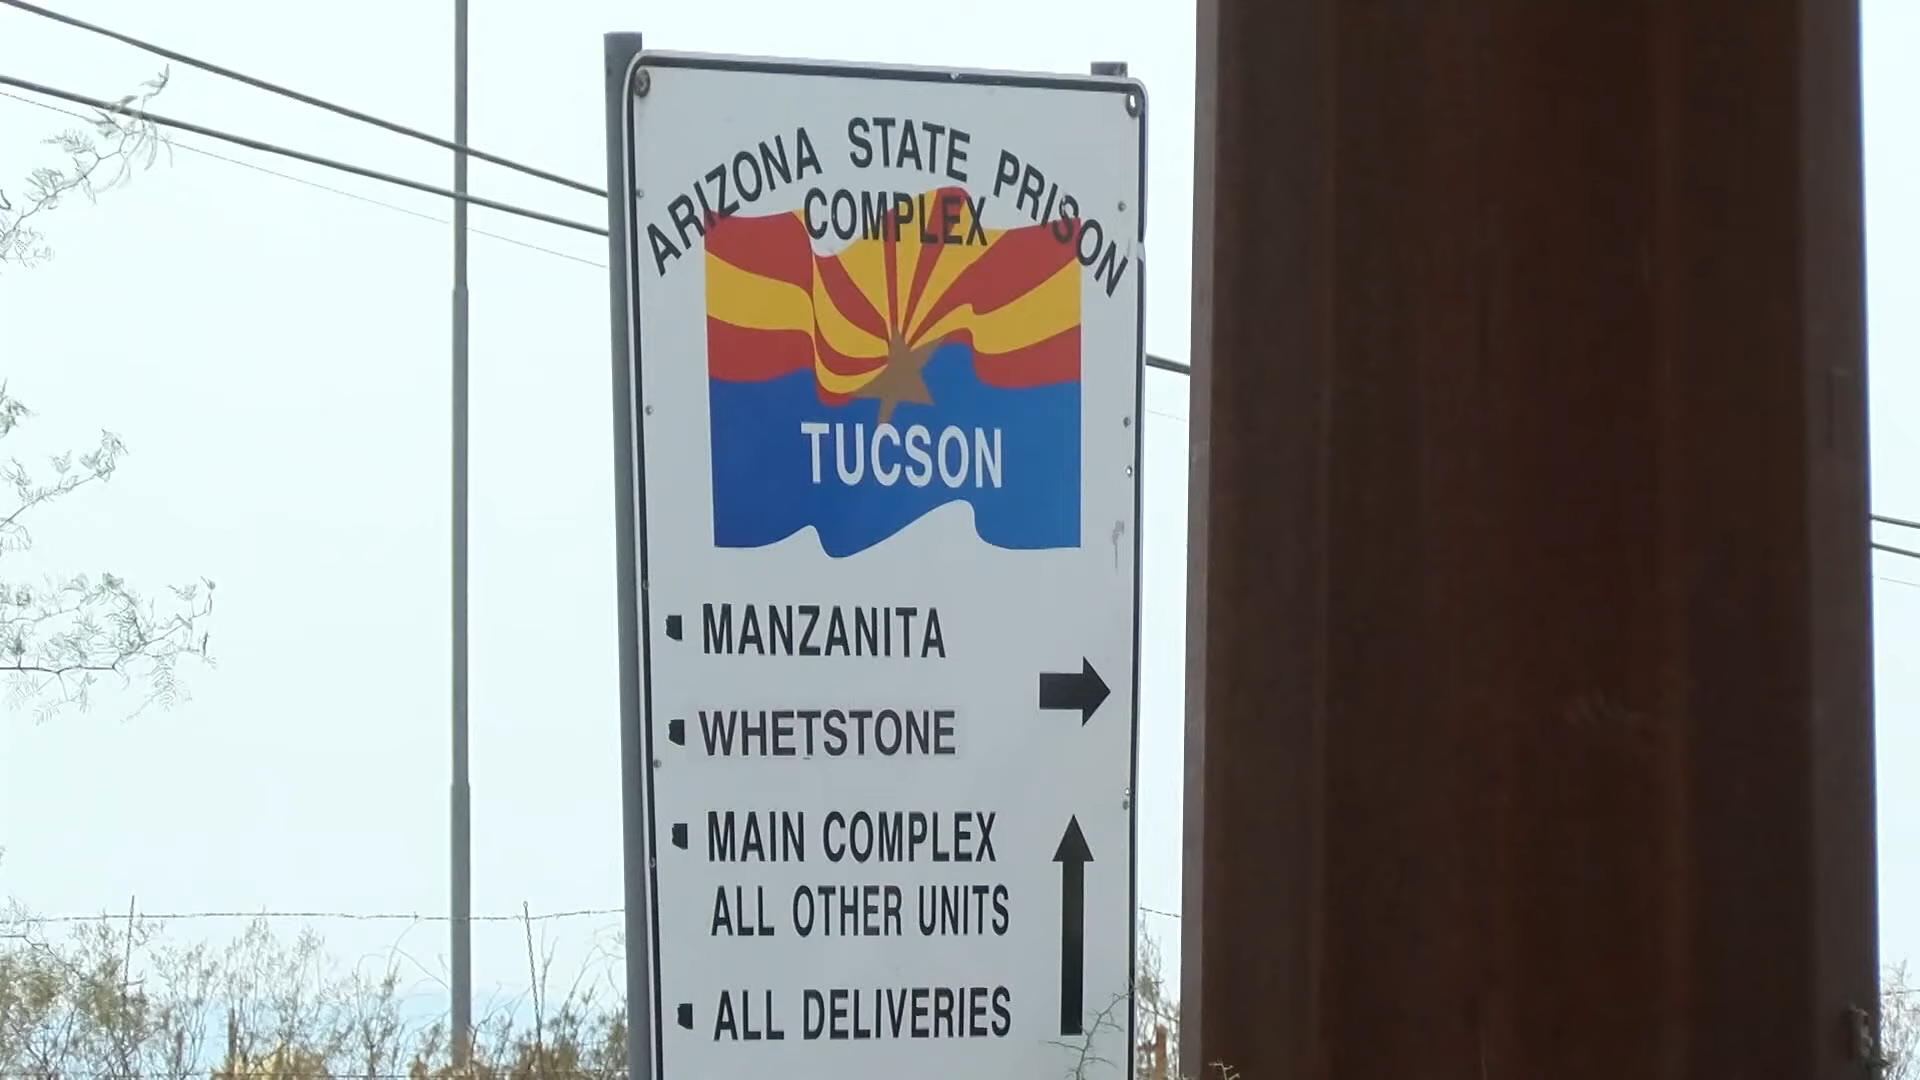 ARIZONA STATE PRISON
COMPLEX
TUCSON
MANZANITA
WHETSTONE
MAIN COMPLEX
ALL OTHER UNITS
ALL DELIVERIES